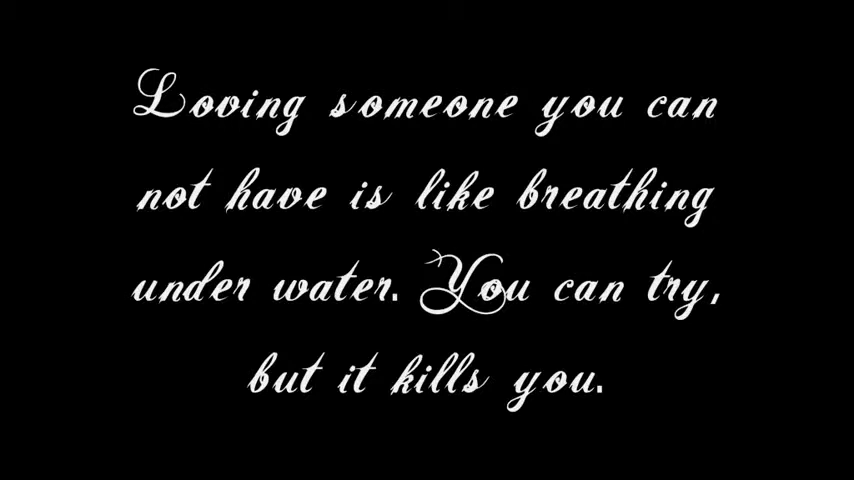 Loving someone you can
not have is like breathing
under water. You can try,
but it kills you.